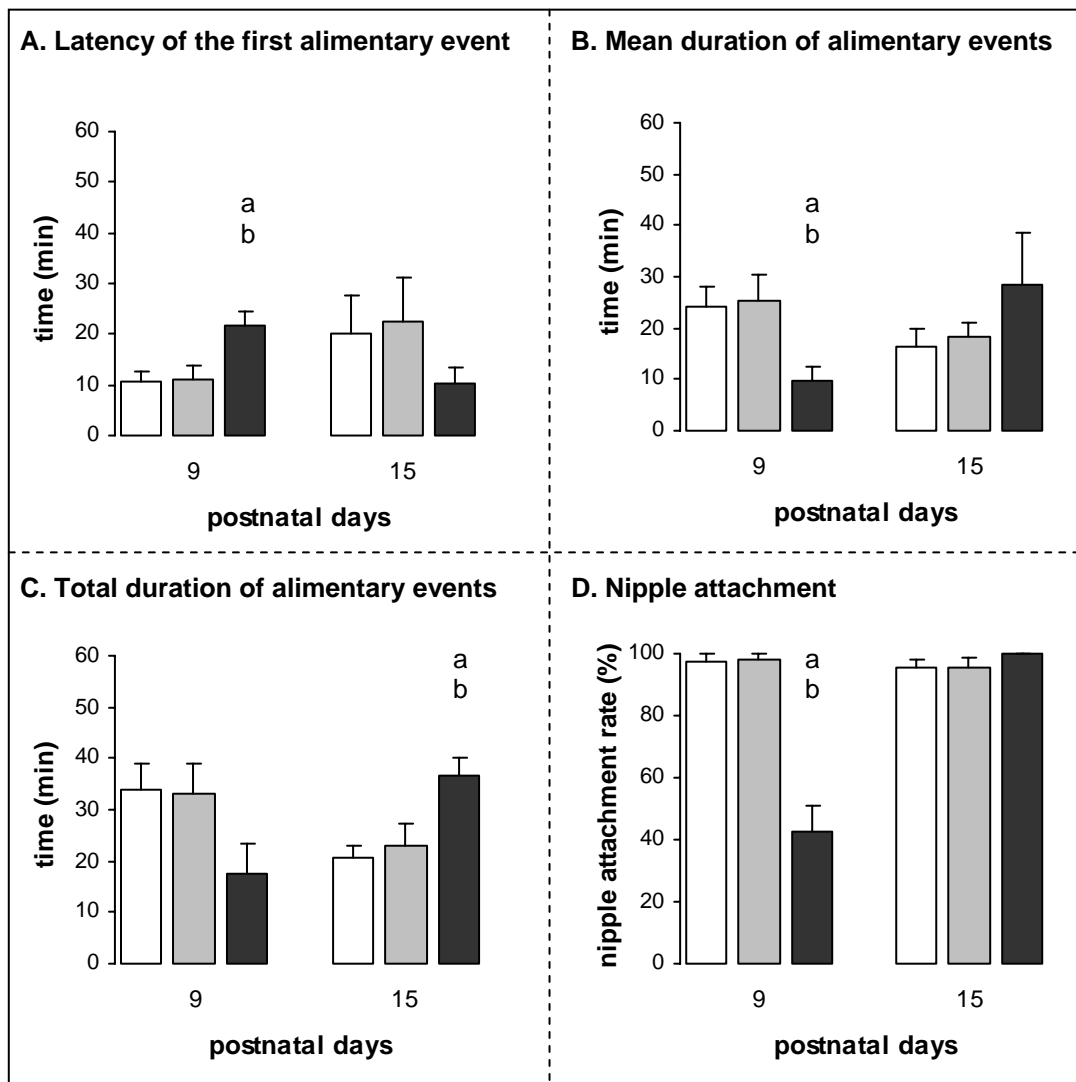 A. Latency of the first alimentary event
time (min)
60
50
40
30
20
10
0
a
b
9 15
postnatal days
B. Mean duration of alimentary events
time (min)
60
50
40
30
20
10
0
a
b
9 15
postnatal days
C. Total duration of alimentary events
time (min)
60
50
40
30
20
10
0
a
b
9 15
postnatal days
D. Nipple attachment
nipple attachment rate (%)
100
80
60
40
20
0
a
b
9 15
postnatal days